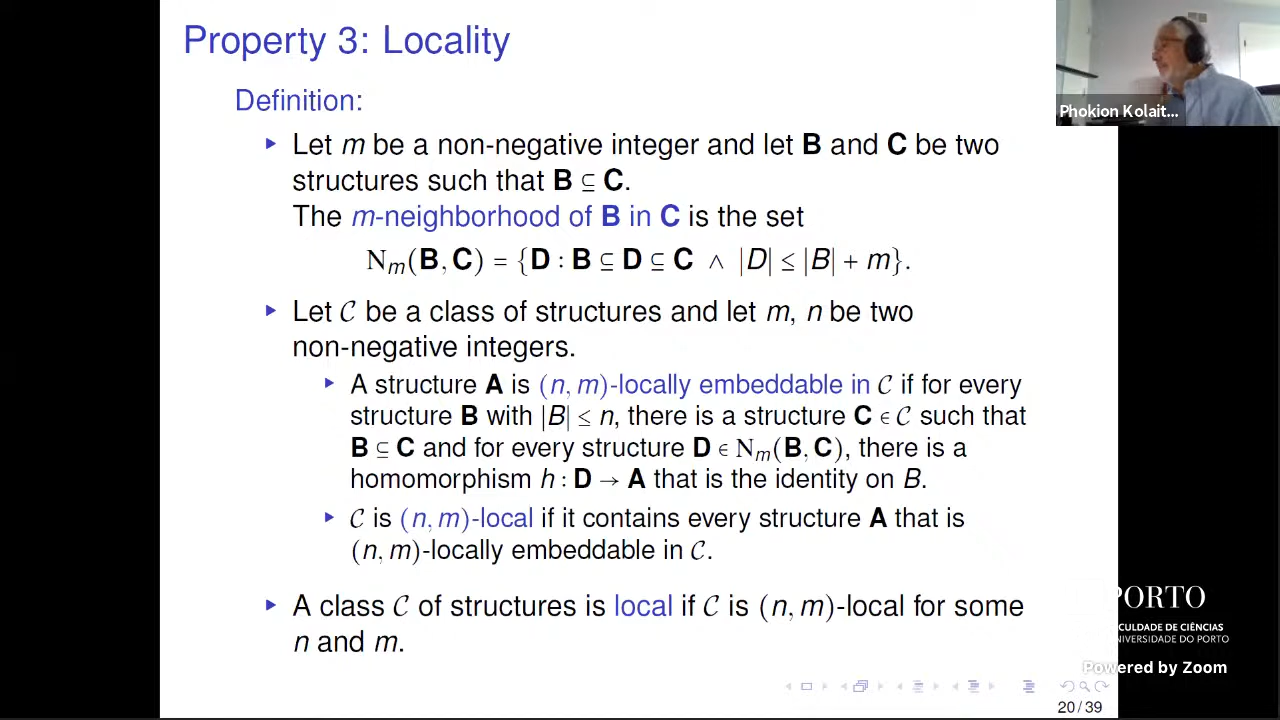 Property 3: Locality
Definition:
Let m be a non-negative integer and let B and C be two
structures such that B ⊆ C.
The m-neighborhood of B in C is the set
N_m(B, C) = {D : B ⊆ D ⊆ C ∧ |D| ≤ |B| + m}.
Let 𝒞 be a class of structures and let m, n be two
non-negative integers.
A structure A is (n, m)-locally embeddable in 𝒞 if for every
structure B with |B| ≤ n, there is a structure C ∈ 𝒞 such that
B ⊆ C and for every structure D ∈ N_m(B, C), there is a
homomorphism h : D → A that is the identity on B.
𝒞 is (n, m)-local if it contains every structure A that is
(n, m)-locally embeddable in 𝒞.
A class 𝒞 of structures is local if 𝒞 is (n, m)-local for some
n and m.
20 / 39
Phokion Kolait...
PORTO
CULDADE DE CIÊNCIAS
NIVERSIDADE DO PORTO
Powered by Zoom